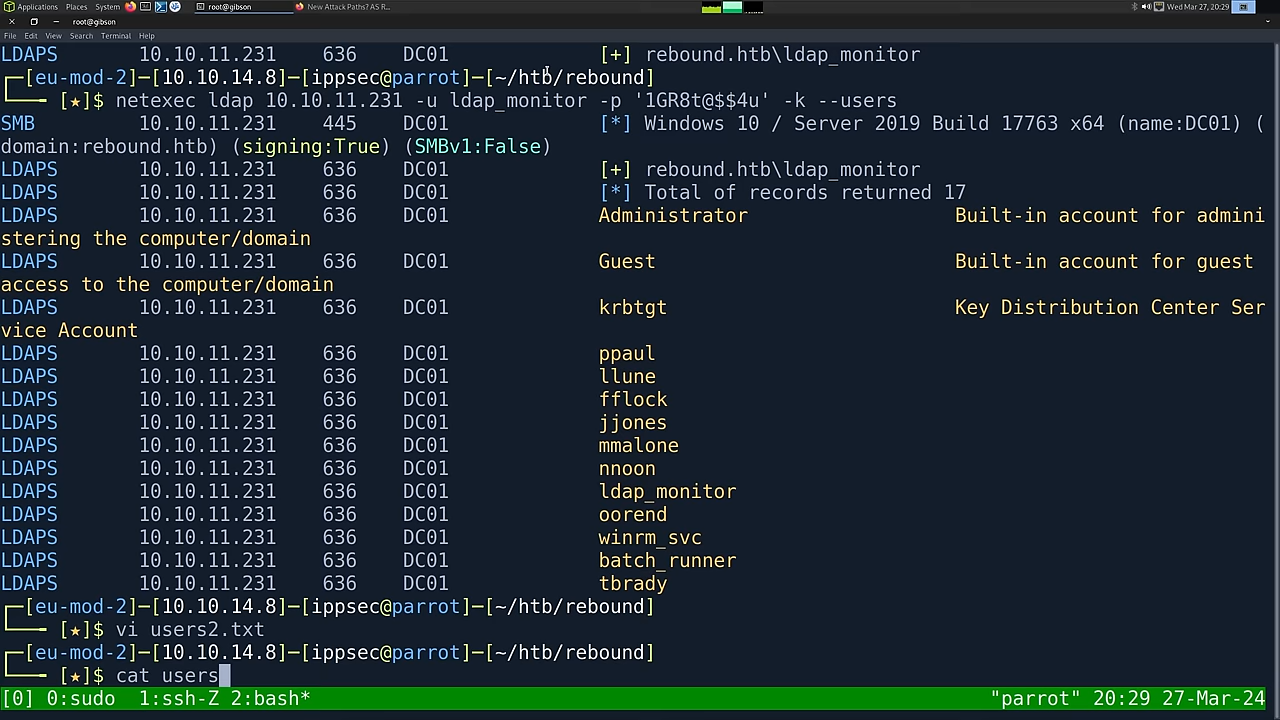 Applications Places System root@gibson New Attack Paths? AS R... Wed Mar 27, 20:29
root@gibson
File Edit View Search Terminal Help
LDAPS 10.10.11.231 636 DC01 [+] rebound.htb\ldap_monitor
┌─[eu-mod-2]─[10.10.14.8]─[ippsec@parrot]─[~/htb/rebound]
└── [★]$ netexec ldap 10.10.11.231 -u ldap_monitor -p '1GR8t@$$4u' -k --users
SMB 10.10.11.231 445 DC01 [*] Windows 10 / Server 2019 Build 17763 x64 (name:DC01) (
domain:rebound.htb) (signing:True) (SMBv1:False)
LDAPS 10.10.11.231 636 DC01 [+] rebound.htb\ldap_monitor
LDAPS 10.10.11.231 636 DC01 [*] Total of records returned 17
LDAPS 10.10.11.231 636 DC01 Administrator Built-in account for admini
stering the computer/domain
LDAPS 10.10.11.231 636 DC01 Guest Built-in account for guest
access to the computer/domain
LDAPS 10.10.11.231 636 DC01 krbtgt Key Distribution Center Ser
vice Account
LDAPS 10.10.11.231 636 DC01 ppaul
LDAPS 10.10.11.231 636 DC01 llune
LDAPS 10.10.11.231 636 DC01 fflock
LDAPS 10.10.11.231 636 DC01 jjones
LDAPS 10.10.11.231 636 DC01 mmalone
LDAPS 10.10.11.231 636 DC01 nnoon
LDAPS 10.10.11.231 636 DC01 ldap_monitor
LDAPS 10.10.11.231 636 DC01 oorend
LDAPS 10.10.11.231 636 DC01 winrm_svc
LDAPS 10.10.11.231 636 DC01 batch_runner
LDAPS 10.10.11.231 636 DC01 tbrady
┌─[eu-mod-2]─[10.10.14.8]─[ippsec@parrot]─[~/htb/rebound]
└── [★]$ vi users2.txt
┌─[eu-mod-2]─[10.10.14.8]─[ippsec@parrot]─[~/htb/rebound]
└── [★]$ cat users
[0] 0:sudo 1:ssh-Z 2:bash* "parrot" 20:29 27-Mar-24